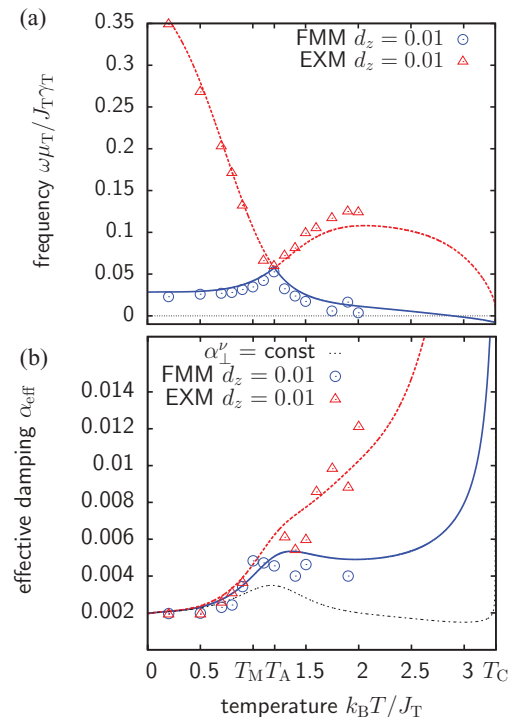 (a)
0.35
0.3
0.25
0.2
0.15
0.1
0.05
0
frequency ωμ_T/J_Tγ_T
FMM d_z = 0.01
EXM d_z = 0.01
(b)
0.014
0.012
0.01
0.008
0.006
0.004
0.002
effective damping α_eff
α_⊥^ν = const
FMM d_z = 0.01
EXM d_z = 0.01
0 0.5 T_M T_A 1.5 2 2.5 3 T_C
temperature k_BT/J_T